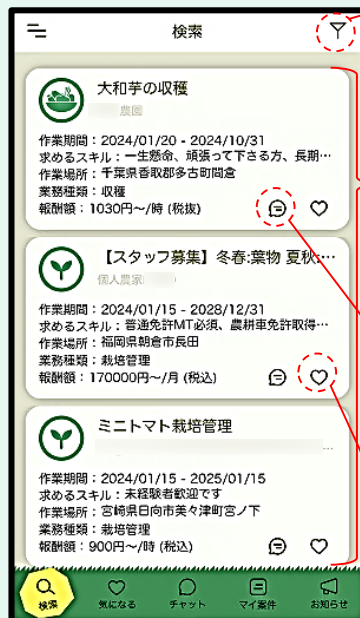 検索
大和芋の収穫
農園
作業期間：2024/01/20 - 2024/10/31
求めるスキル：一生懸命、頑張って下さる方、長期…
作業場所：千葉県香取郡多古町間倉
業務種類：収穫
報酬額：1030円～/時 (税抜)
【スタッフ募集】冬春:葉物 夏秋:…
個人農家
作業期間：2024/01/15 - 2028/12/31
求めるスキル：普通免許MT必須、農耕車免許取得…
作業場所：福岡県朝倉市長田
業務種類：栽培管理
報酬額：170000円～/月 (税込)
ミニトマト栽培管理
…
作業期間：2024/01/15 - 2025/01/15
求めるスキル：未経験者歓迎です
作業場所：宮崎県日向市美々津町宮ノ下
業務種類：栽培管理
報酬額：900円～/時 (税込)
検索 気になる チャット マイ案件 お知らせ